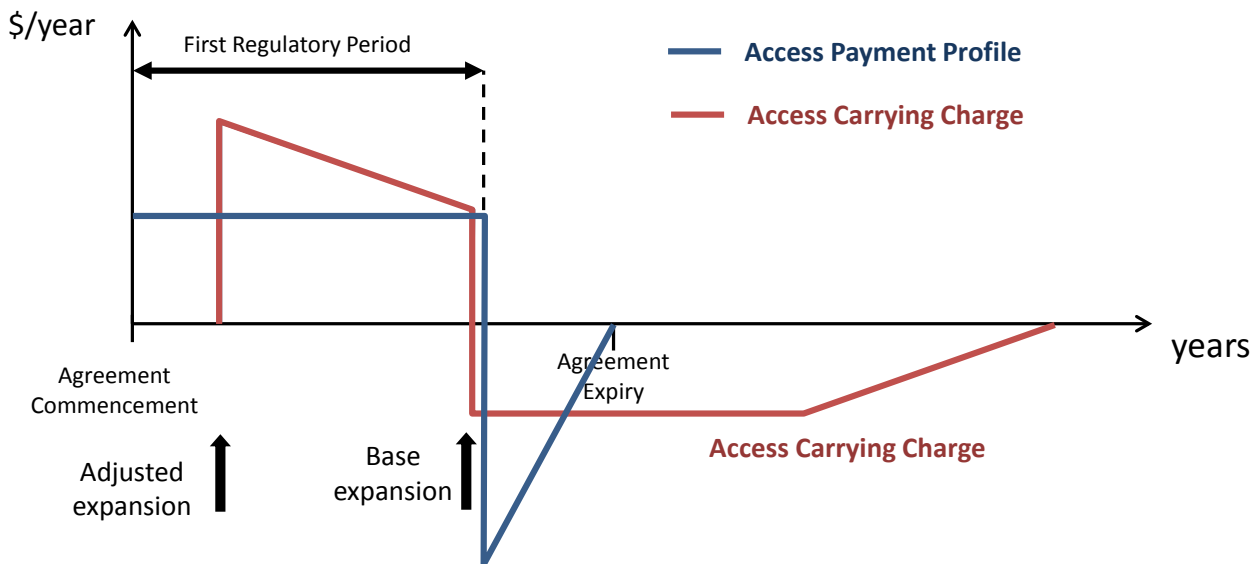 $/year
First Regulatory Period
Access Payment Profile
Access Carrying Charge
years
Agreement
Commencement
Agreement
Expiry
Adjusted
expansion
Base
expansion
Access Carrying Charge